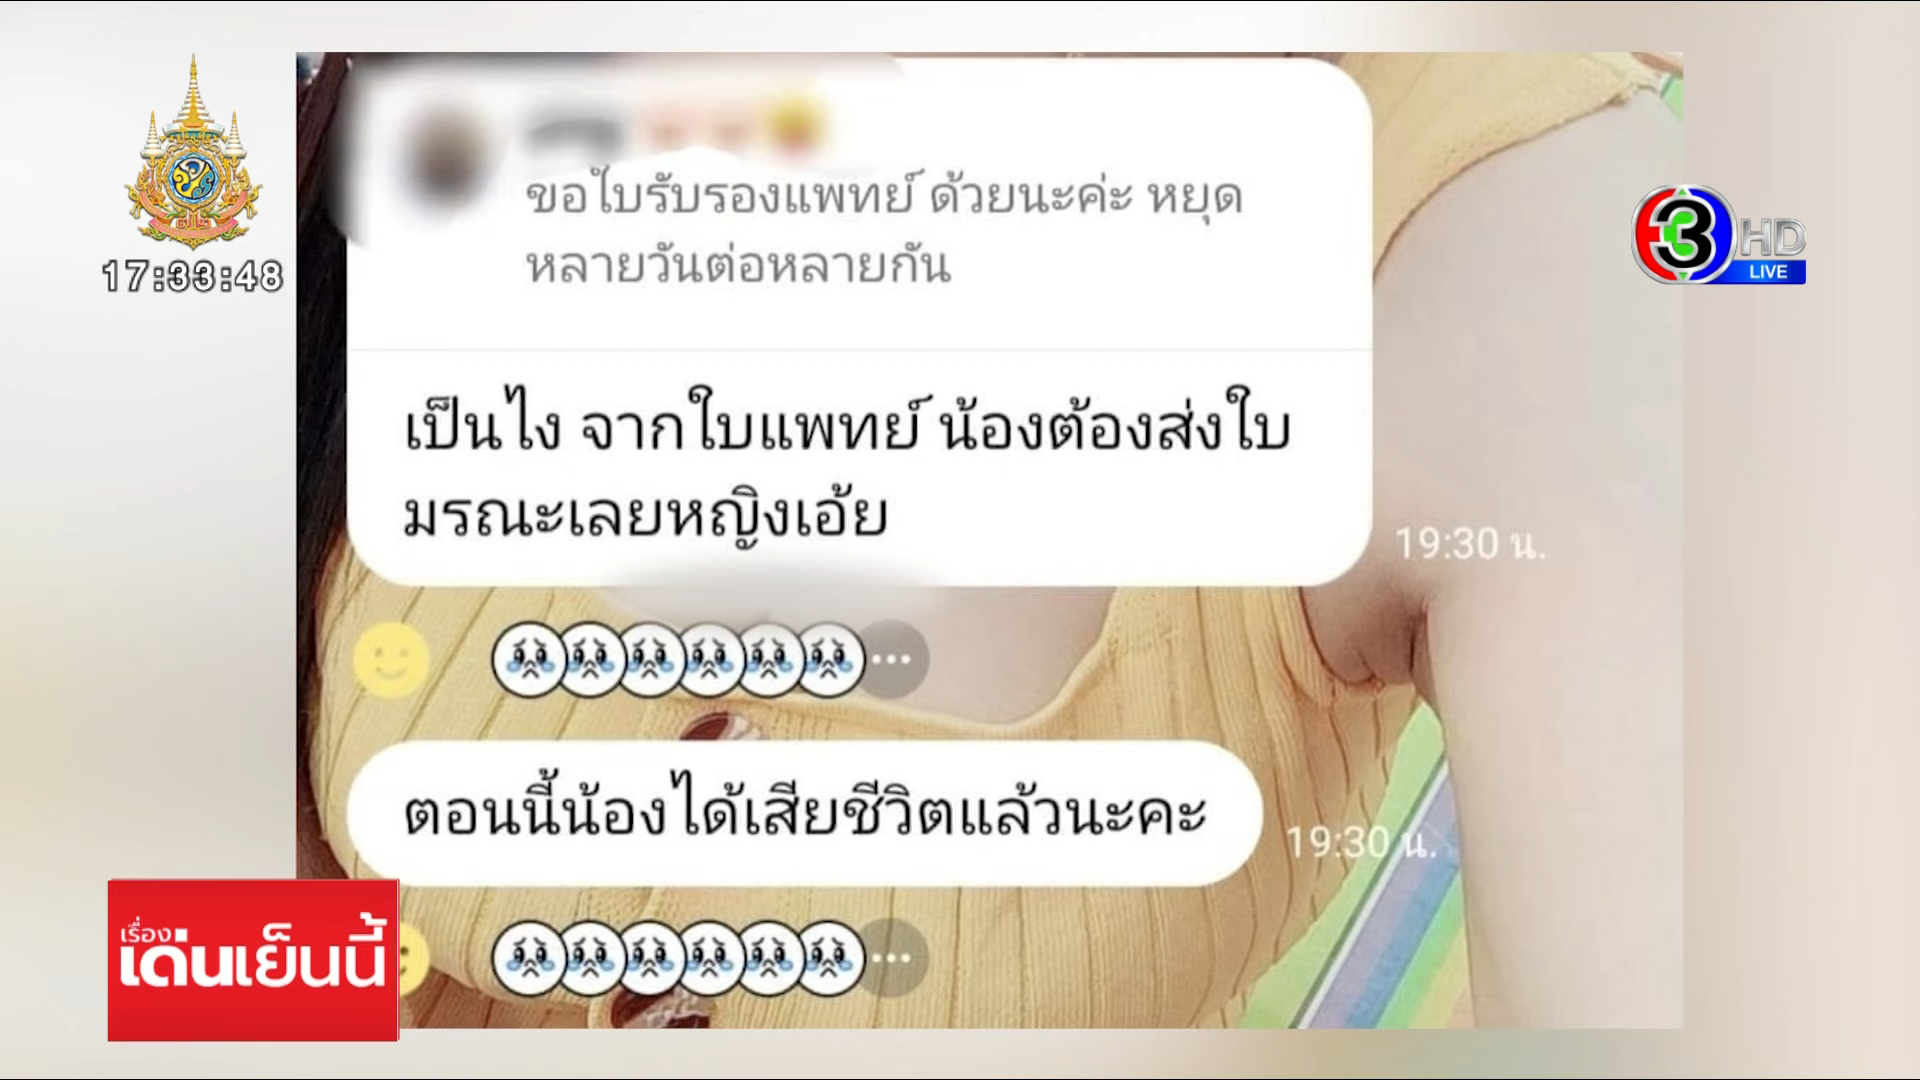 17:33:48
3 HD
LIVE
ขอใบรับรองแพทย์ ด้วยนะค่ะ หยุด
หลายวันต่อหลายกัน
เป็นไง จากใบแพทย์ น้องต้องส่งใบ
มรณะเลยหญิงเอ้ย
19:30 น.
ตอนนี้น้องได้เสียชีวิตแล้วนะคะ
19:30 น.
เรื่อง
เด่นเย็นนี้